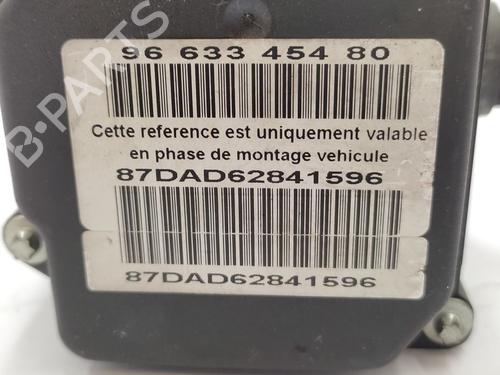 96 633 454 80
Cette reference est uniquement valable
en phase de montage vehicule
87DAD62841596
87DAD62841596
B-PARTS